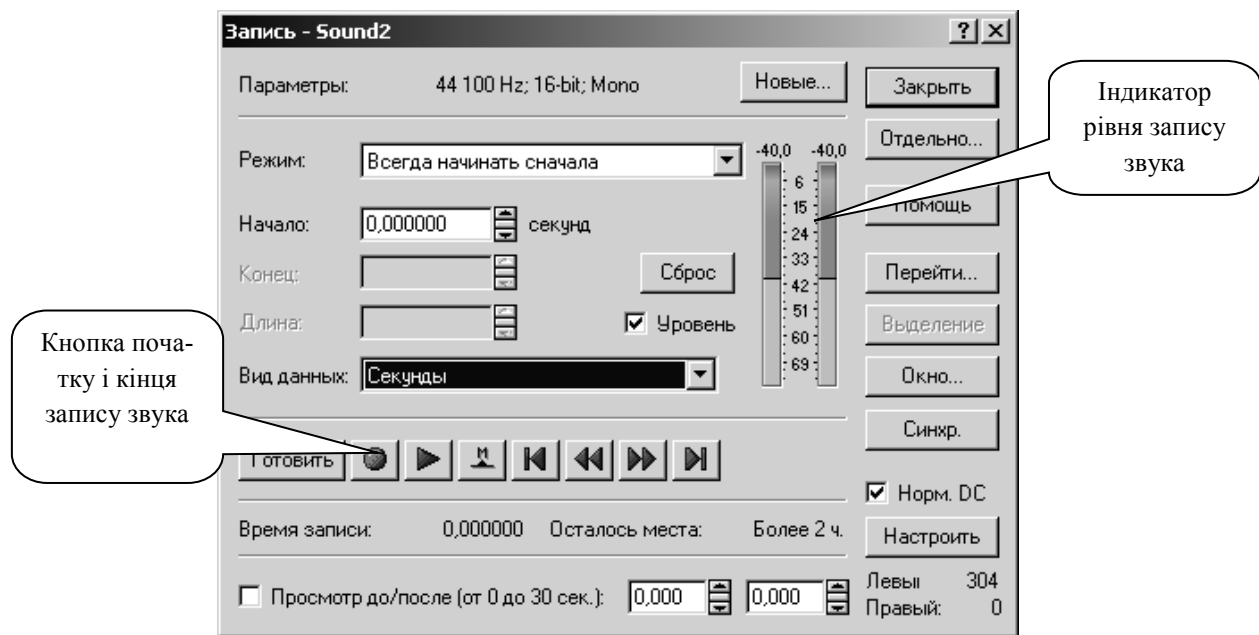 Запись - Sound2
Параметры: 44 100 Hz; 16-bit; Mono
Новые...
Закрыть
Індикатор
рівня запису
звука
Отдельно...
Режим: Всегда начинать сначала
-40,0 -40,0
6
15
24
33
42
51
60
69
Помощь
Начало: 0,000000 секунд
Конец:
Сброс
Перейти...
Длина:
Уровень
Выделение
Кнопка поча-
тку і кінця
запису звука
Вид данных: Секунды
Окно...
Синхр.
Готовить
M
Норм. DC
Время записи: 0,000000 Осталось места: Более 2 ч.
Настроить
Просмотр до/после (от 0 до 30 сек.): 0,000 0,000
Левый 304
Правый: 0